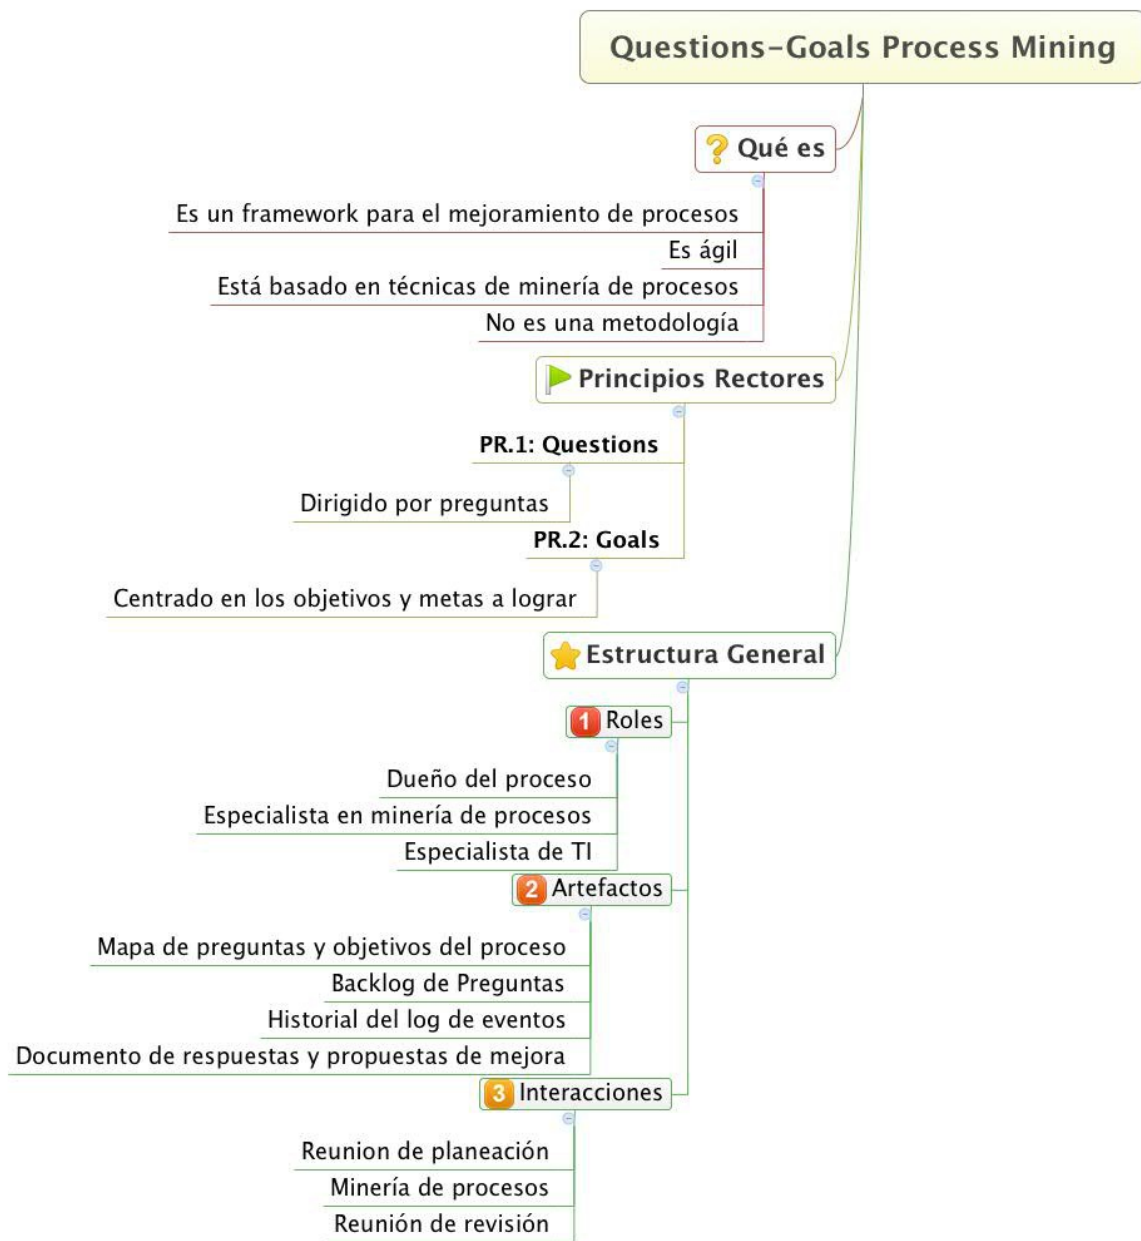 Questions-Goals Process Mining
Qué es
Es un framework para el mejoramiento de procesos
Es ágil
Está basado en técnicas de minería de procesos
No es una metodología
Principios Rectores
PR.1: Questions
Dirigido por preguntas
PR.2: Goals
Centrado en los objetivos y metas a lograr
Estructura General
1 Roles
Dueño del proceso
Especialista en minería de procesos
Especialista de TI
2 Artefactos
Mapa de preguntas y objetivos del proceso
Backlog de Preguntas
Historial del log de eventos
Documento de respuestas y propuestas de mejora
3 Interacciones
Reunion de planeación
Minería de procesos
Reunión de revisión